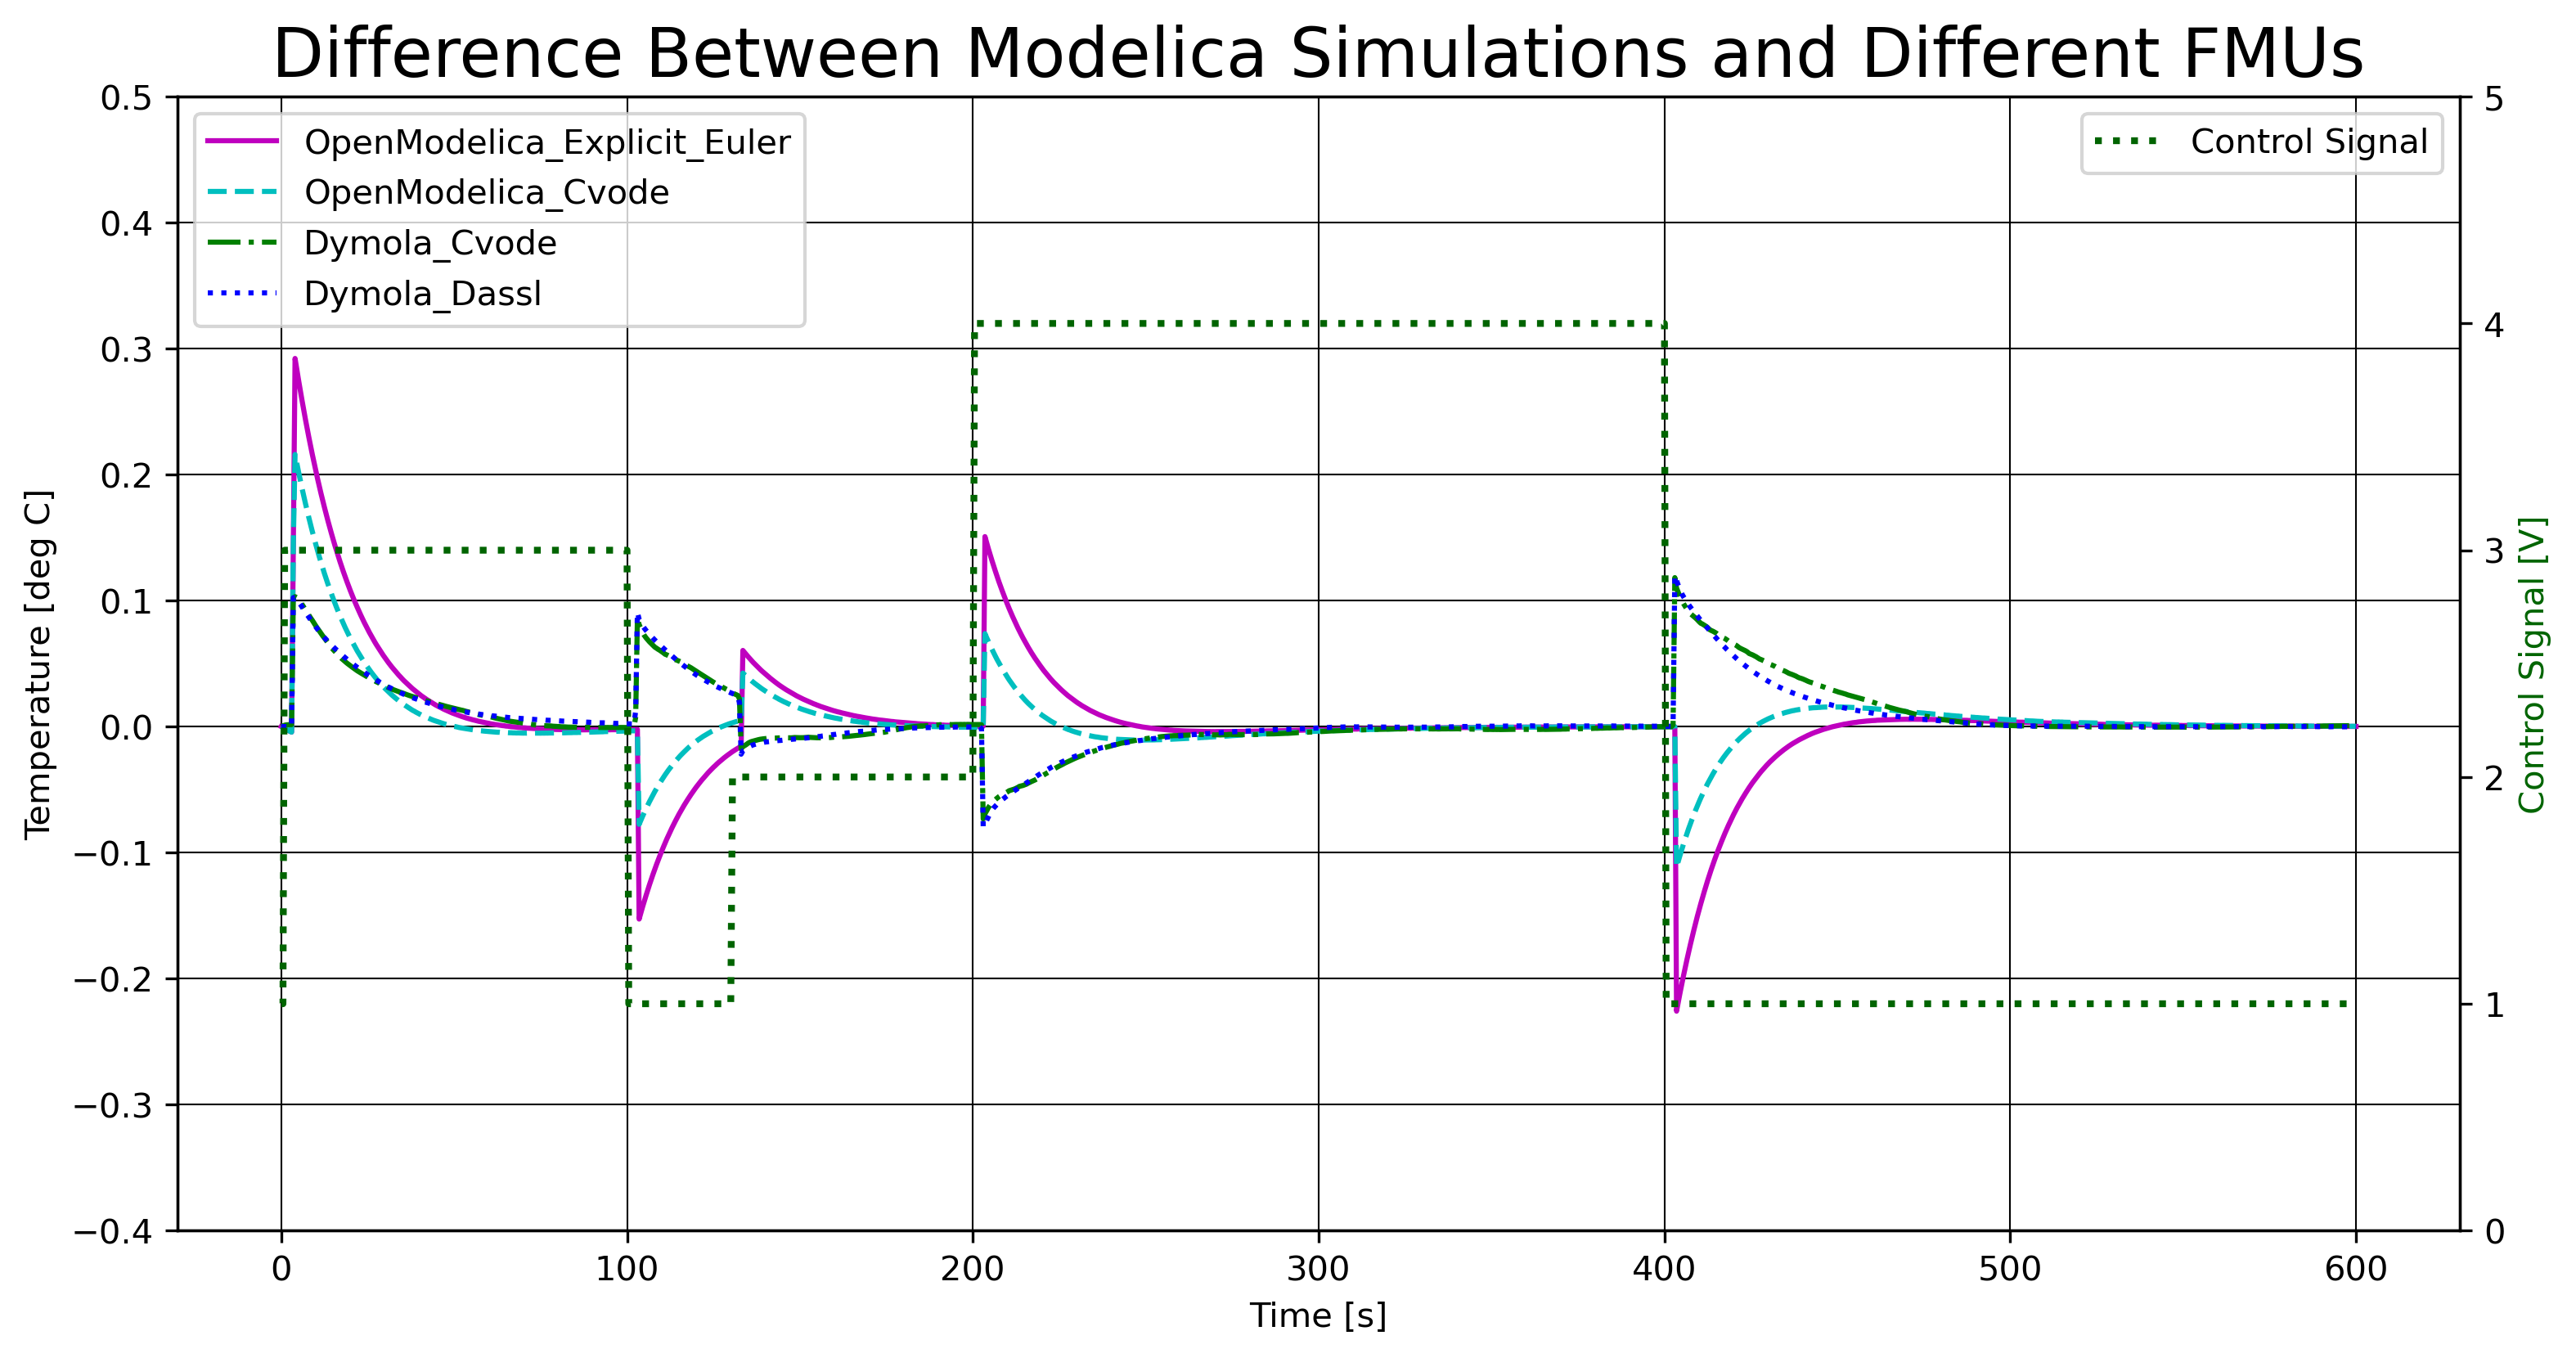 Difference Between Modelica Simulations and Different FMUs
OpenModelica_Explicit_Euler
OpenModelica_Cvode
Dymola_Cvode
Dymola_Dassl
Control Signal
0.5
0.4
0.3
0.2
0.1
0.0
−0.1
−0.2
−0.3
−0.4
Temperature [deg C]
5
4
3
2
1
0
Control Signal [V]
0 100 200 300 400 500 600
Time [s]